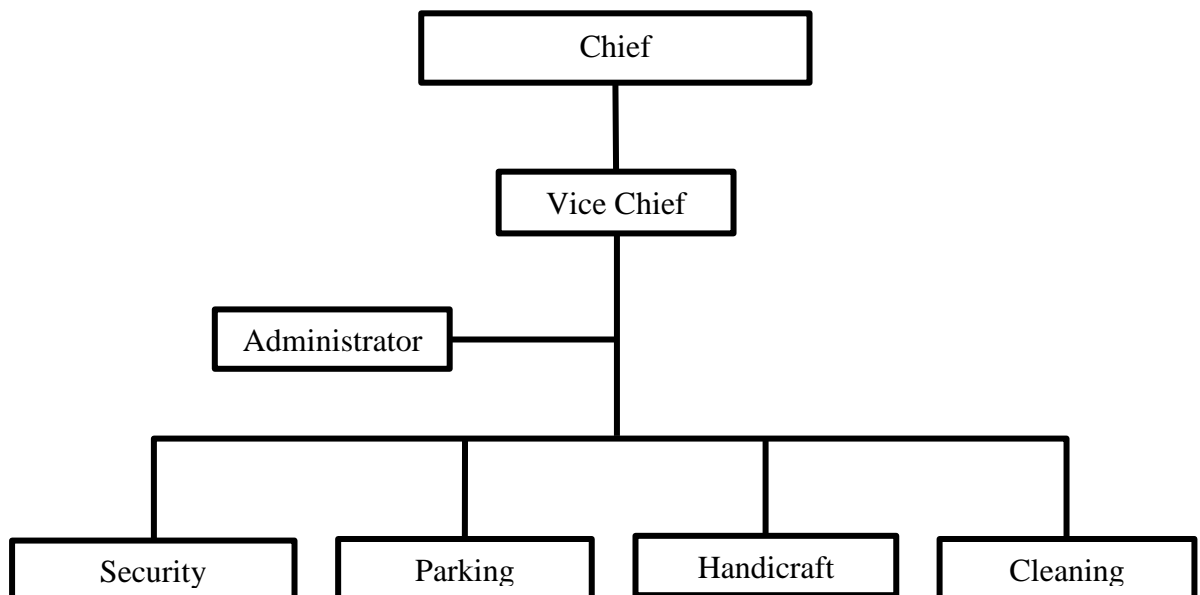 Chief
Vice Chief
Administrator
Security
Parking
Handicraft
Cleaning